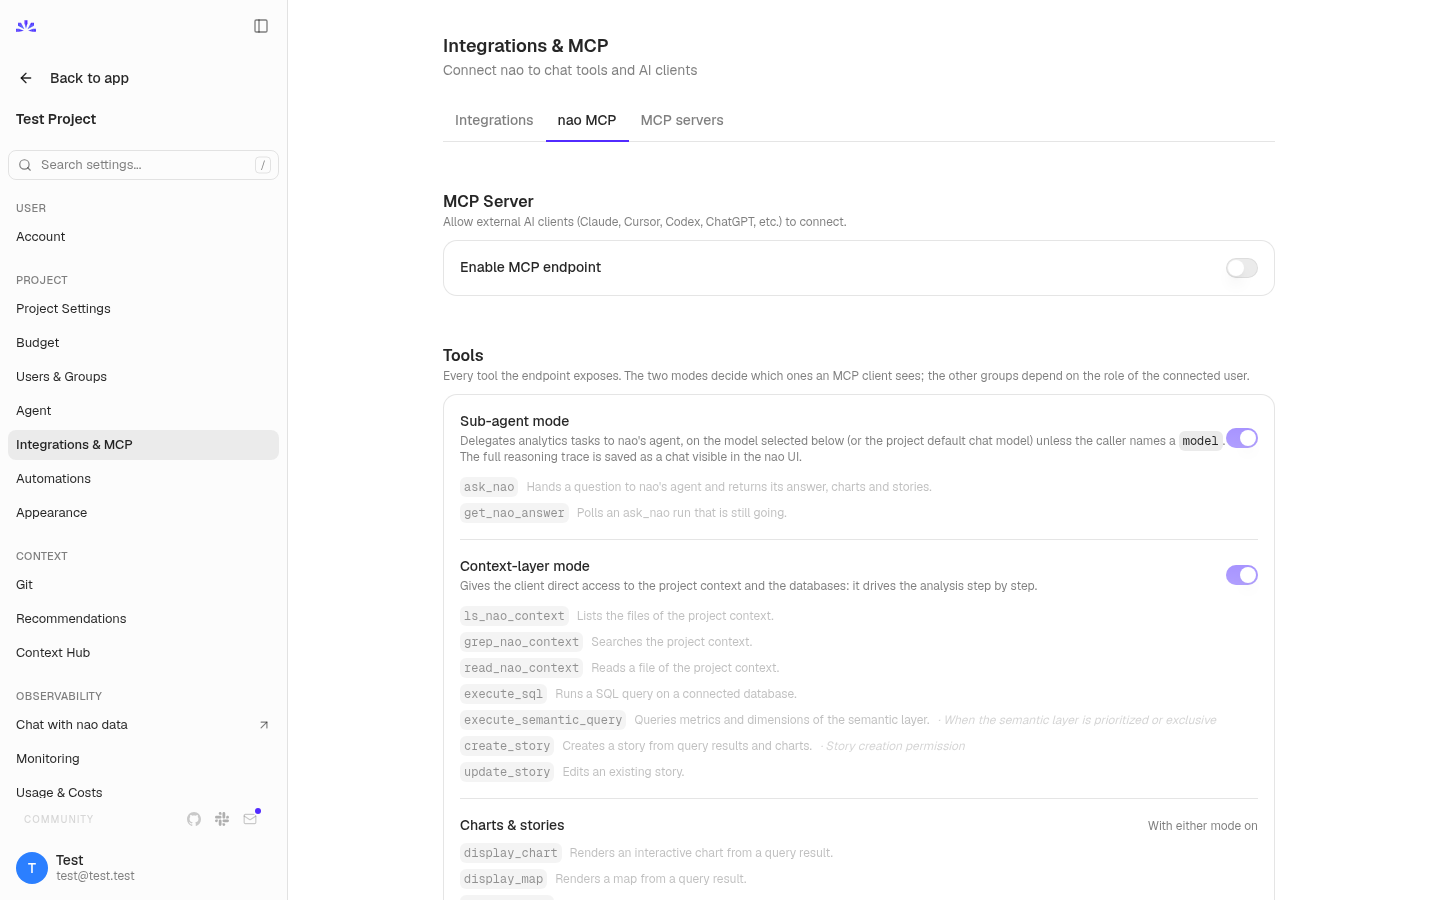 Back to app
Test Project
Search settings...
/
USER
Account
PROJECT
Project Settings
Budget
Users & Groups
Agent
Integrations & MCP
Automations
Appearance
CONTEXT
Git
Recommendations
Context Hub
OBSERVABILITY
Chat with nao data
Monitoring
Usage & Costs
COMMUNITY
T
Test
test@test.test
Integrations & MCP
Connect nao to chat tools and AI clients
Integrations
nao MCP
MCP servers
MCP Server
Allow external AI clients (Claude, Cursor, Codex, ChatGPT, etc.) to connect.
Enable MCP endpoint
Tools
Every tool the endpoint exposes. The two modes decide which ones an MCP client sees; the other groups depend on the role of the connected user.
Sub-agent mode
Delegates analytics tasks to nao's agent, on the model selected below (or the project default chat model) unless the caller names a model.
The full reasoning trace is saved as a chat visible in the nao UI.
ask_nao Hands a question to nao's agent and returns its answer, charts and stories.
get_nao_answer Polls an ask_nao run that is still going.
Context-layer mode
Gives the client direct access to the project context and the databases: it drives the analysis step by step.
ls_nao_context Lists the files of the project context.
grep_nao_context Searches the project context.
read_nao_context Reads a file of the project context.
execute_sql Runs a SQL query on a connected database.
execute_semantic_query Queries metrics and dimensions of the semantic layer. · When the semantic layer is prioritized or exclusive
create_story Creates a story from query results and charts. · Story creation permission
update_story Edits an existing story.
Charts & stories
With either mode on
display_chart Renders an interactive chart from a query result.
display_map Renders a map from a query result.